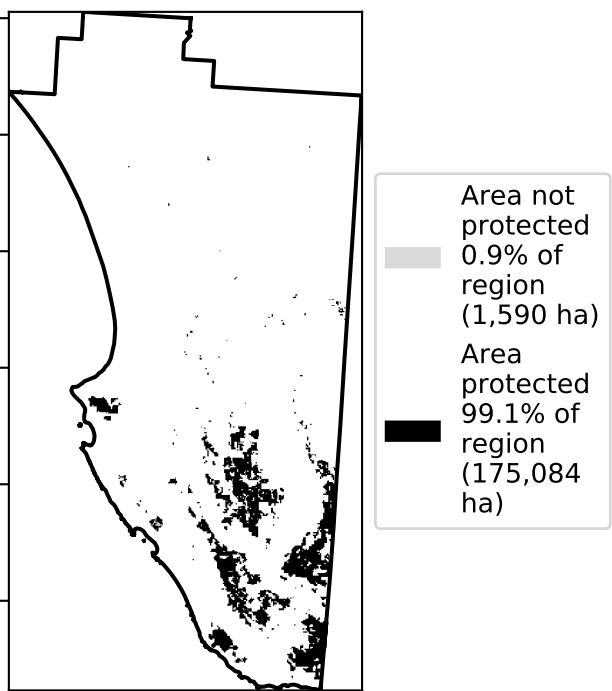 Area not
protected
0.9% of
region
(1,590 ha)
Area
protected
99.1% of
region
(175,084
ha)